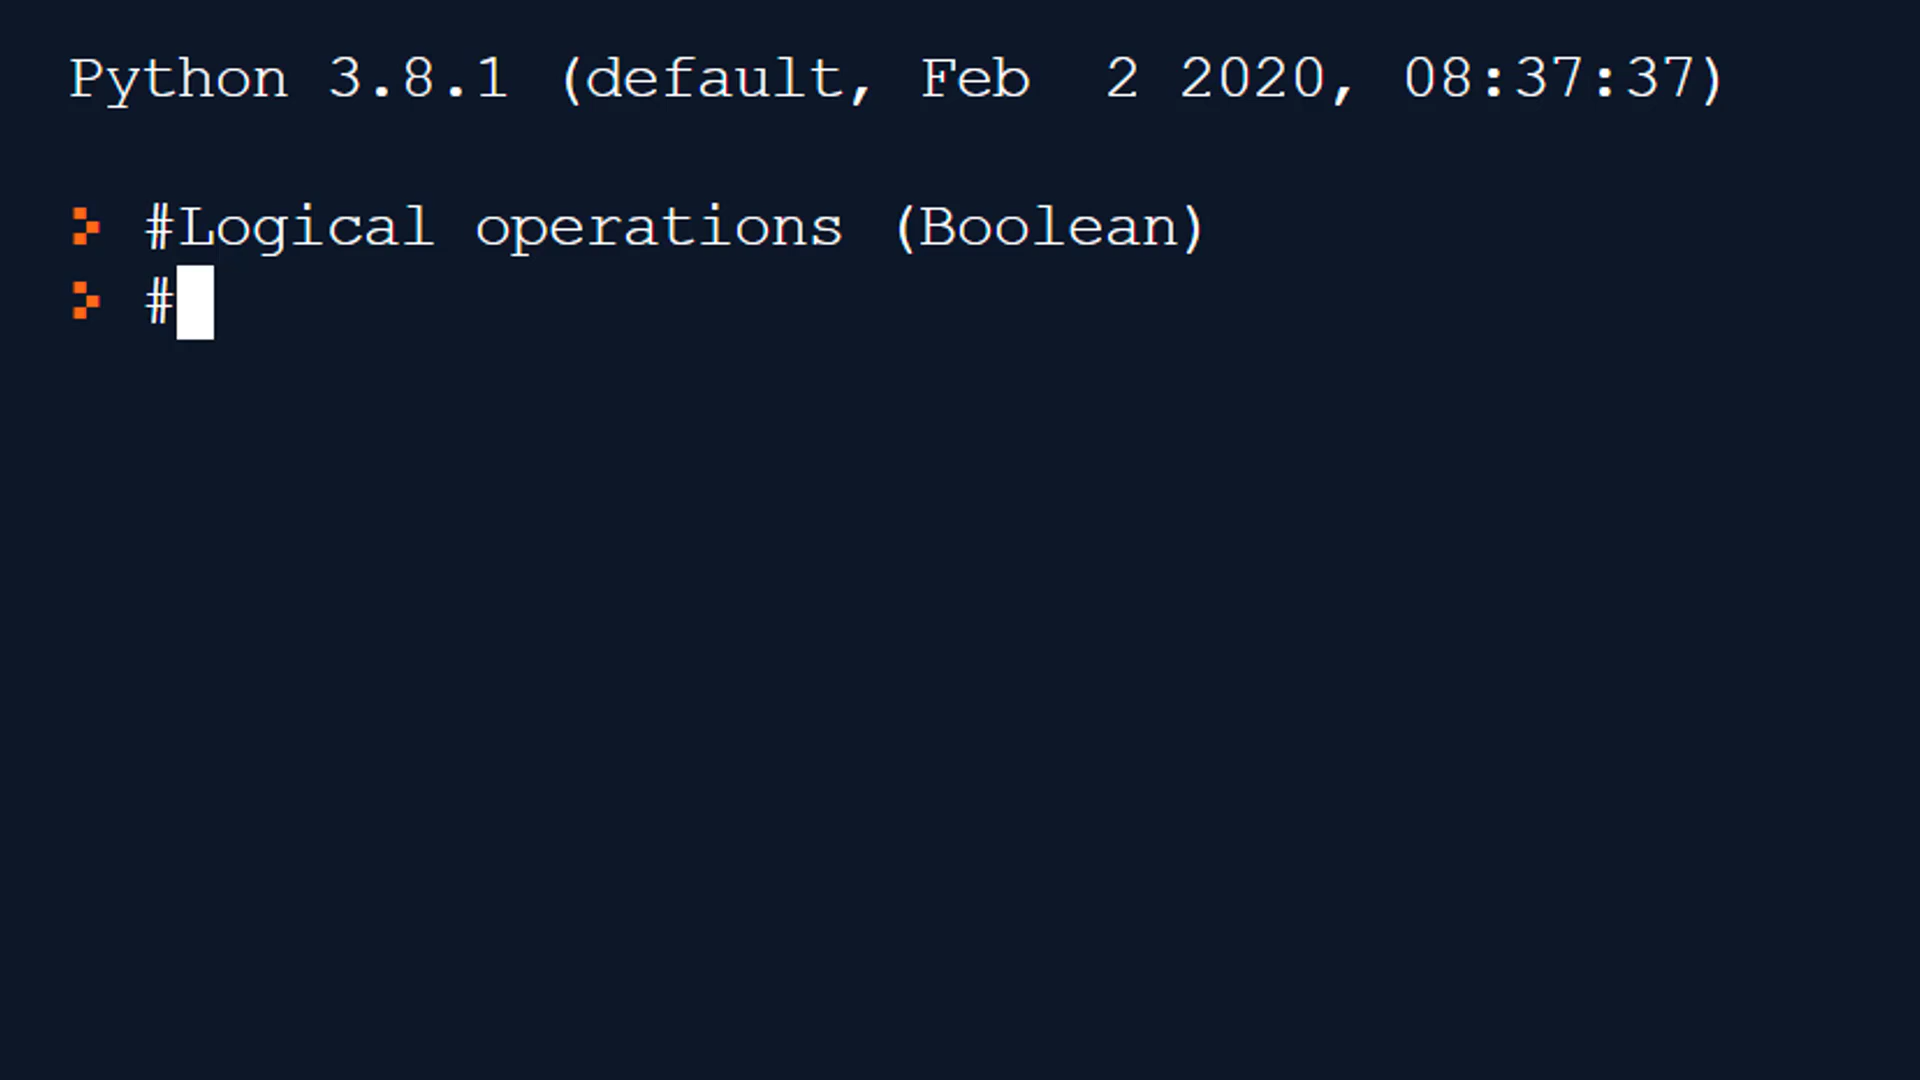 Python 3.8.1 (default, Feb  2 2020, 08:37:37)
 #Logical operations (Boolean)
 #